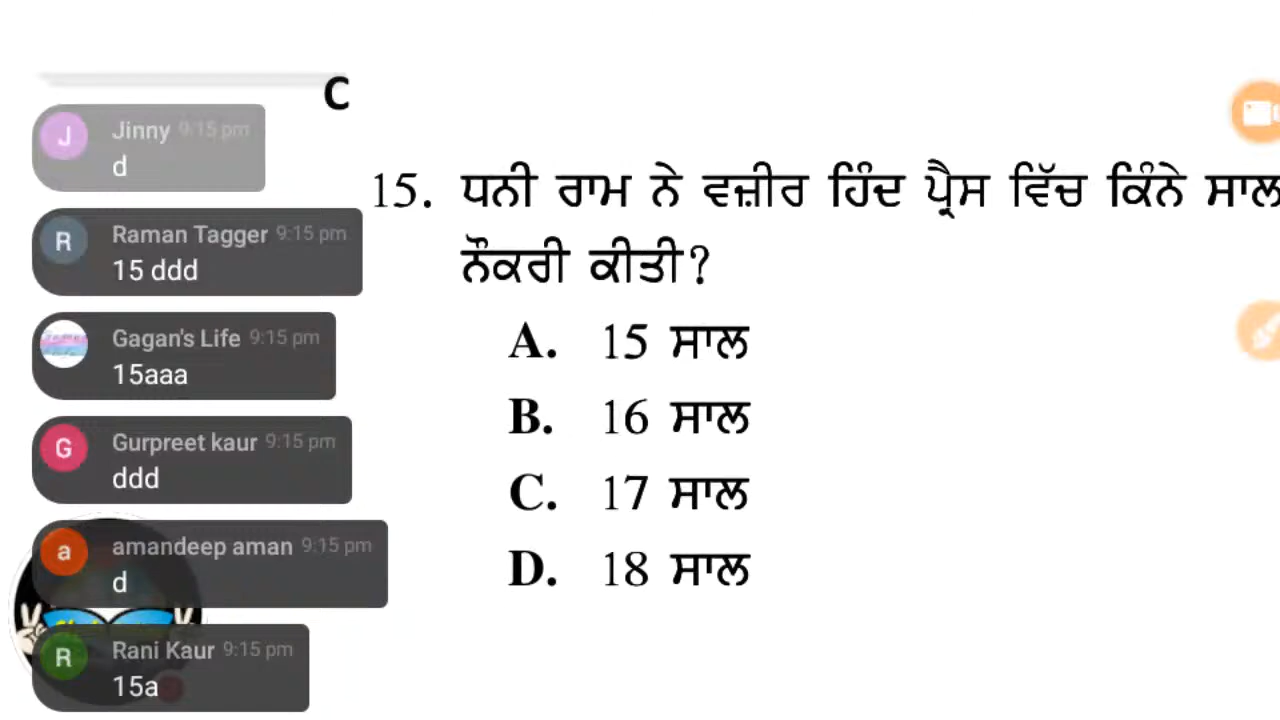 C
Jinny 9:15 pm
d
Raman Tagger 9:15 pm
15 ddd
Gagan's Life 9:15 pm
15aaa
Gurpreet kaur 9:15 pm
ddd
amandeep aman 9:15 pm
d
Rani Kaur 9:15 pm
15a
15. ਧਨੀ ਰਾਮ ਨੇ ਵਜ਼ੀਰ ਹਿੰਦ ਪ੍ਰੈਸ ਵਿੱਚ ਕਿੰਨੇ ਸਾਲ
ਨੌਕਰੀ ਕੀਤੀ?
A. 15 ਸਾਲ
B. 16 ਸਾਲ
C. 17 ਸਾਲ
D. 18 ਸਾਲ